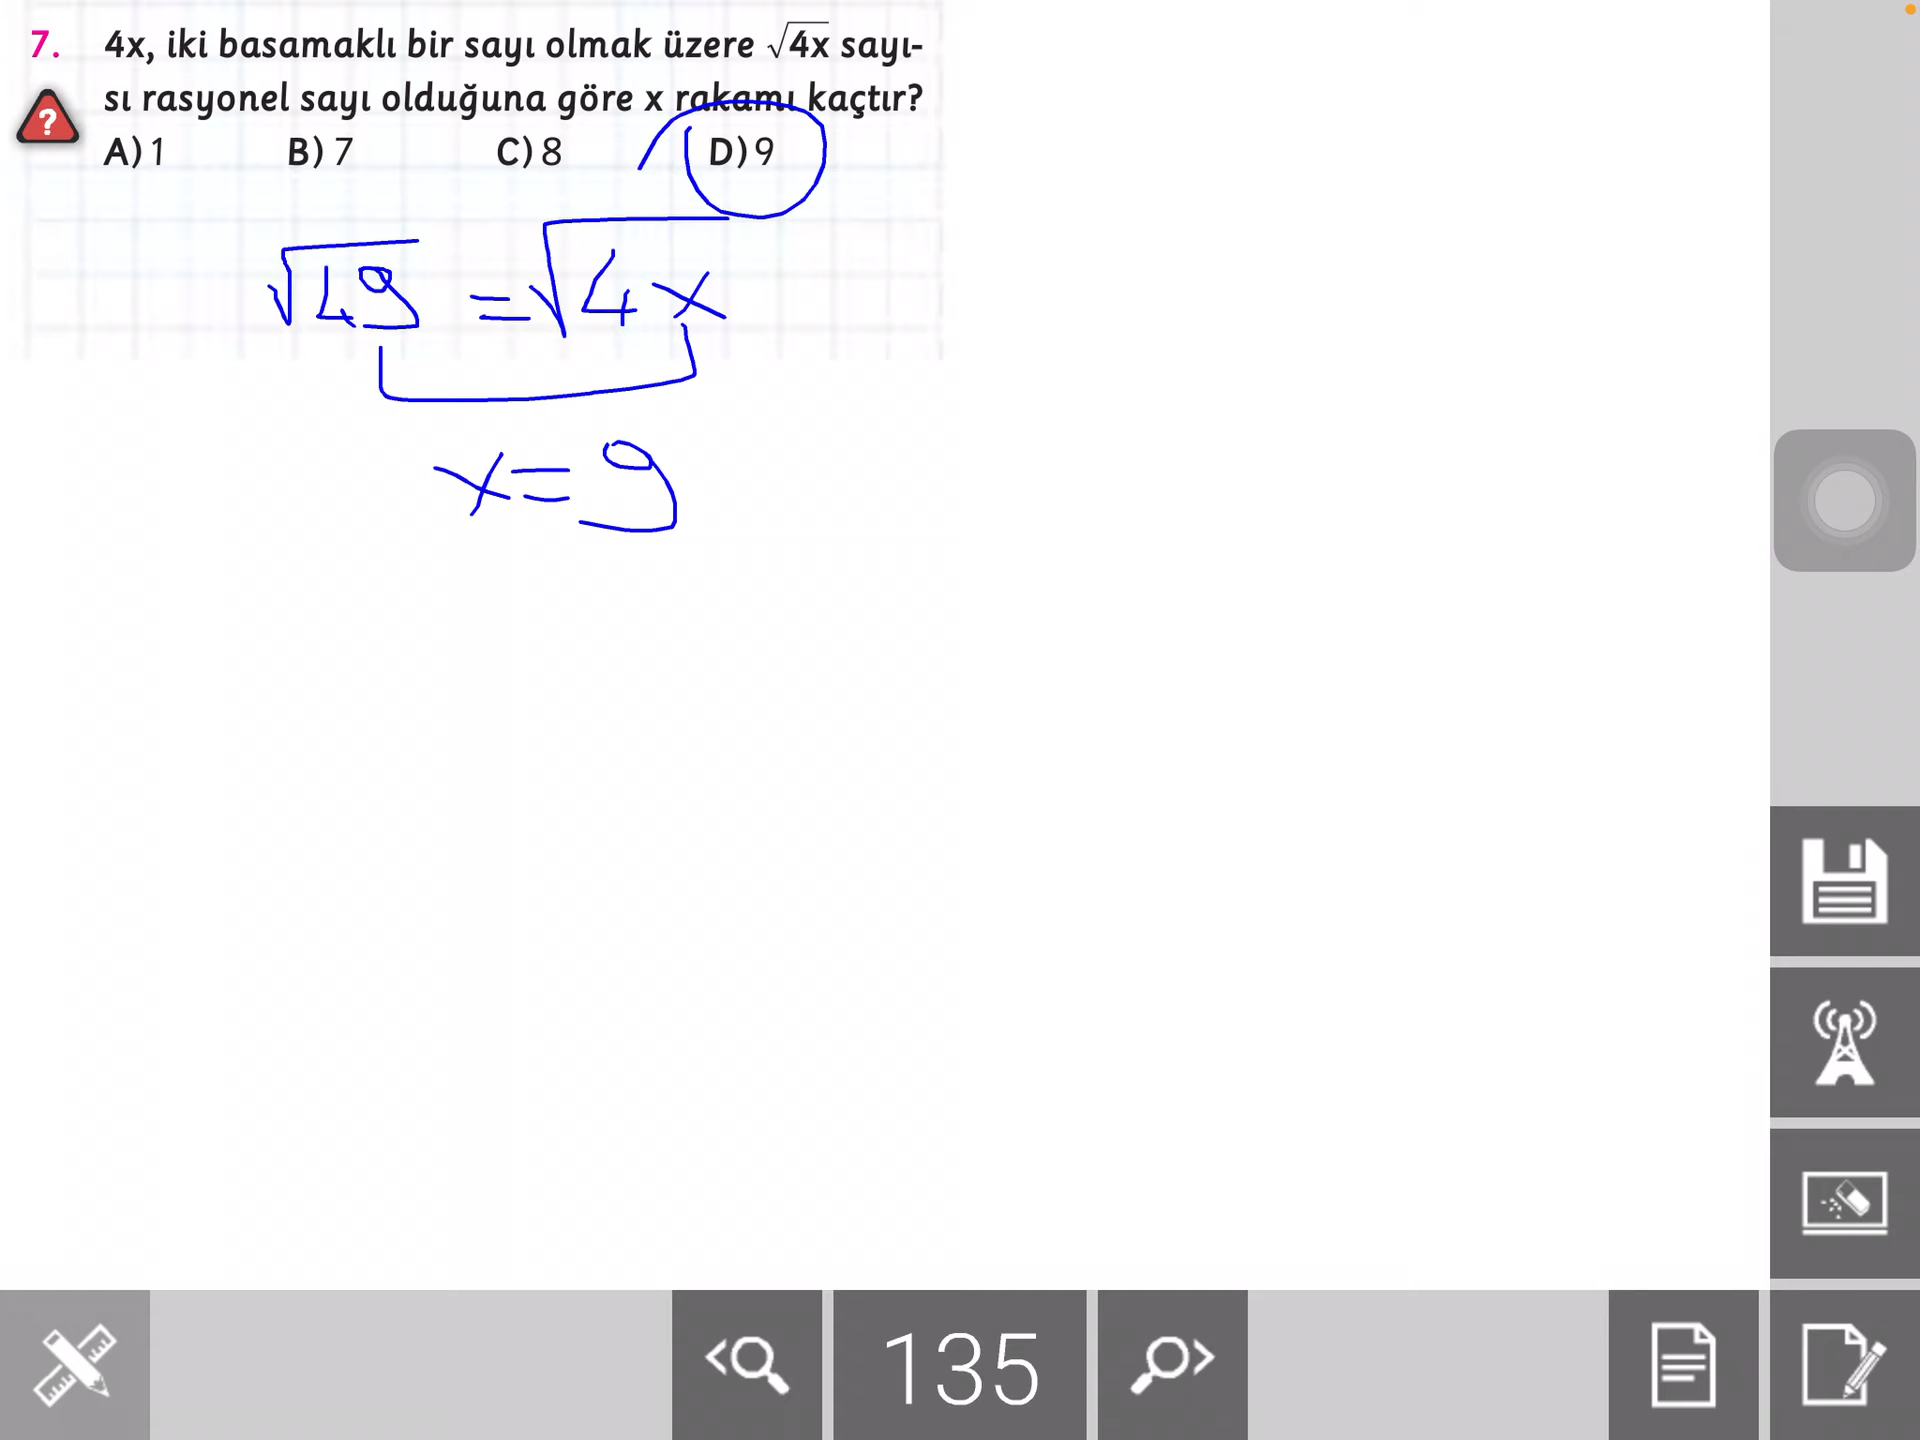 7. 4x, iki basamaklı bir sayı olmak üzere √4x sayı-
sı rasyonel sayı olduğuna göre x rakamı kaçtır?
A) 1 B) 7 C) 8 D) 9
√49 = √4x
x = 9
135